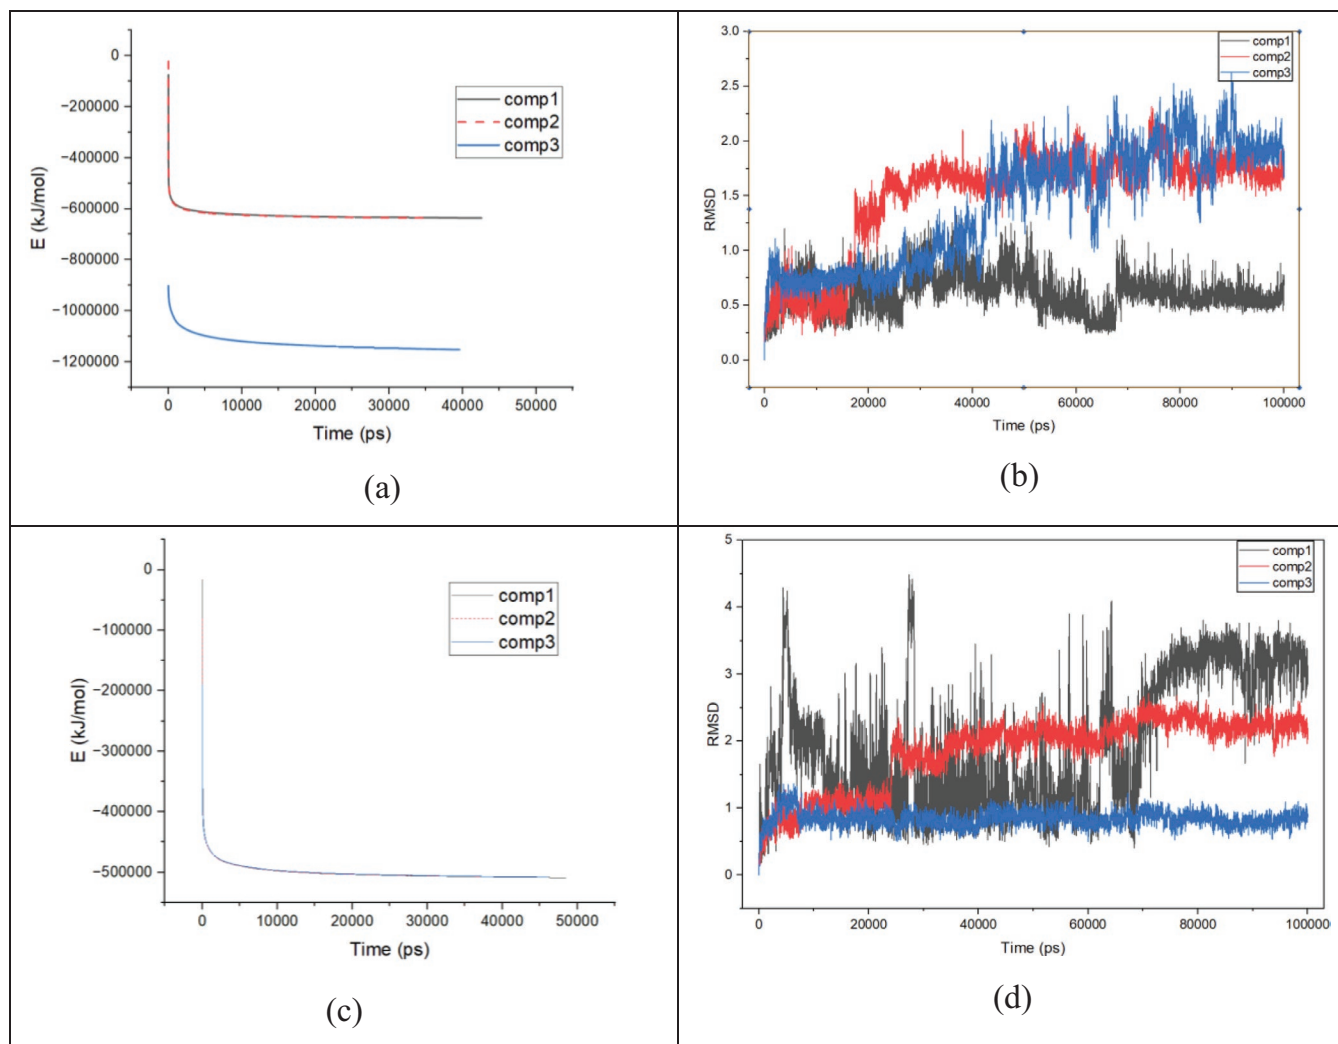 0
−200000
−400000
−600000
−800000
−1000000
−1200000
E (kJ/mol)
comp1
comp2
comp3
0 10000 20000 30000 40000 50000
Time (ps)
(a)
3.0
2.5
2.0
1.5
1.0
0.5
0.0
RMSD
comp1
comp2
comp3
0 20000 40000 60000 80000 100000
Time (ps)
(b)
0
−100000
−200000
−300000
−400000
−500000
E (kJ/mol)
comp1
comp2
comp3
0 10000 20000 30000 40000 50000
Time (ps)
(c)
5
4
3
2
1
0
RMSD
comp1
comp2
comp3
0 20000 40000 60000 80000 100000
Time (ps)
(d)